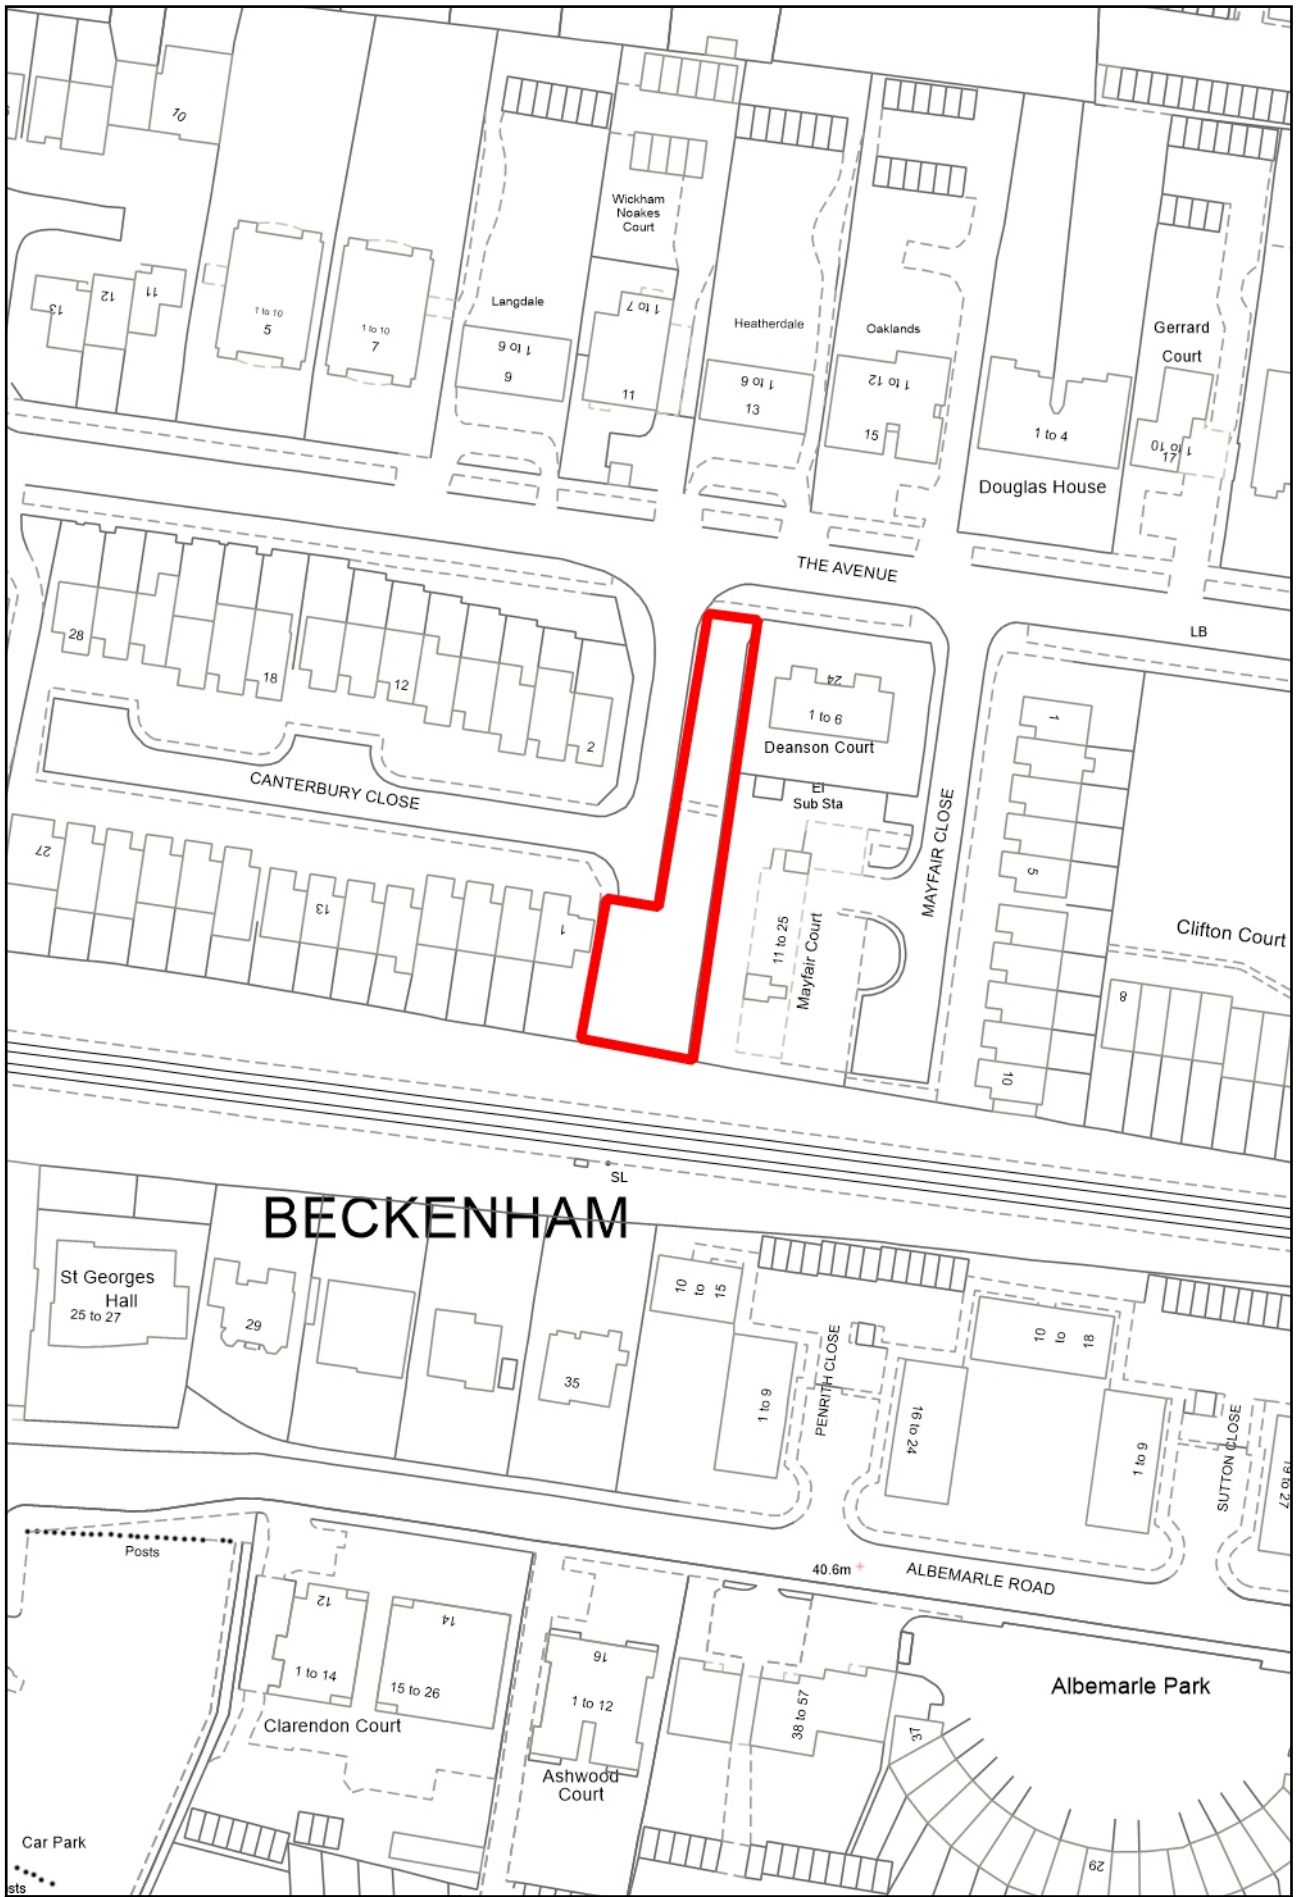 10
Wickham
Noakes
Court
13
12
11
1 to 10
5
1 to 10
7
Langdale
1 to 6
9
1 to 7
11
Heatherdale
1 to 6
13
Oaklands
1 to 12
15
1 to 4
Douglas House
Gerrard
Court
1 to 10
17
THE AVENUE
LB
28
18
12
2
24
1 to 6
Deanson Court
El
Sub Sta
CANTERBURY CLOSE
MAYFAIR CLOSE
1
5
10
27
13
1
11 to 25
Mayfair Court
Clifton Court
8
SL
BECKENHAM
St Georges
Hall
25 to 27
29
35
10
to
15
1 to 9
PENRITH CLOSE
16 to 24
10
to
18
1 to 9
SUTTON CLOSE
19 to 27
Posts
40.6m
ALBEMARLE ROAD
12
1 to 14
14
15 to 26
Clarendon Court
16
1 to 12
Ashwood
Court
38 to 57
37
Albemarle Park
29
Car Park
sts